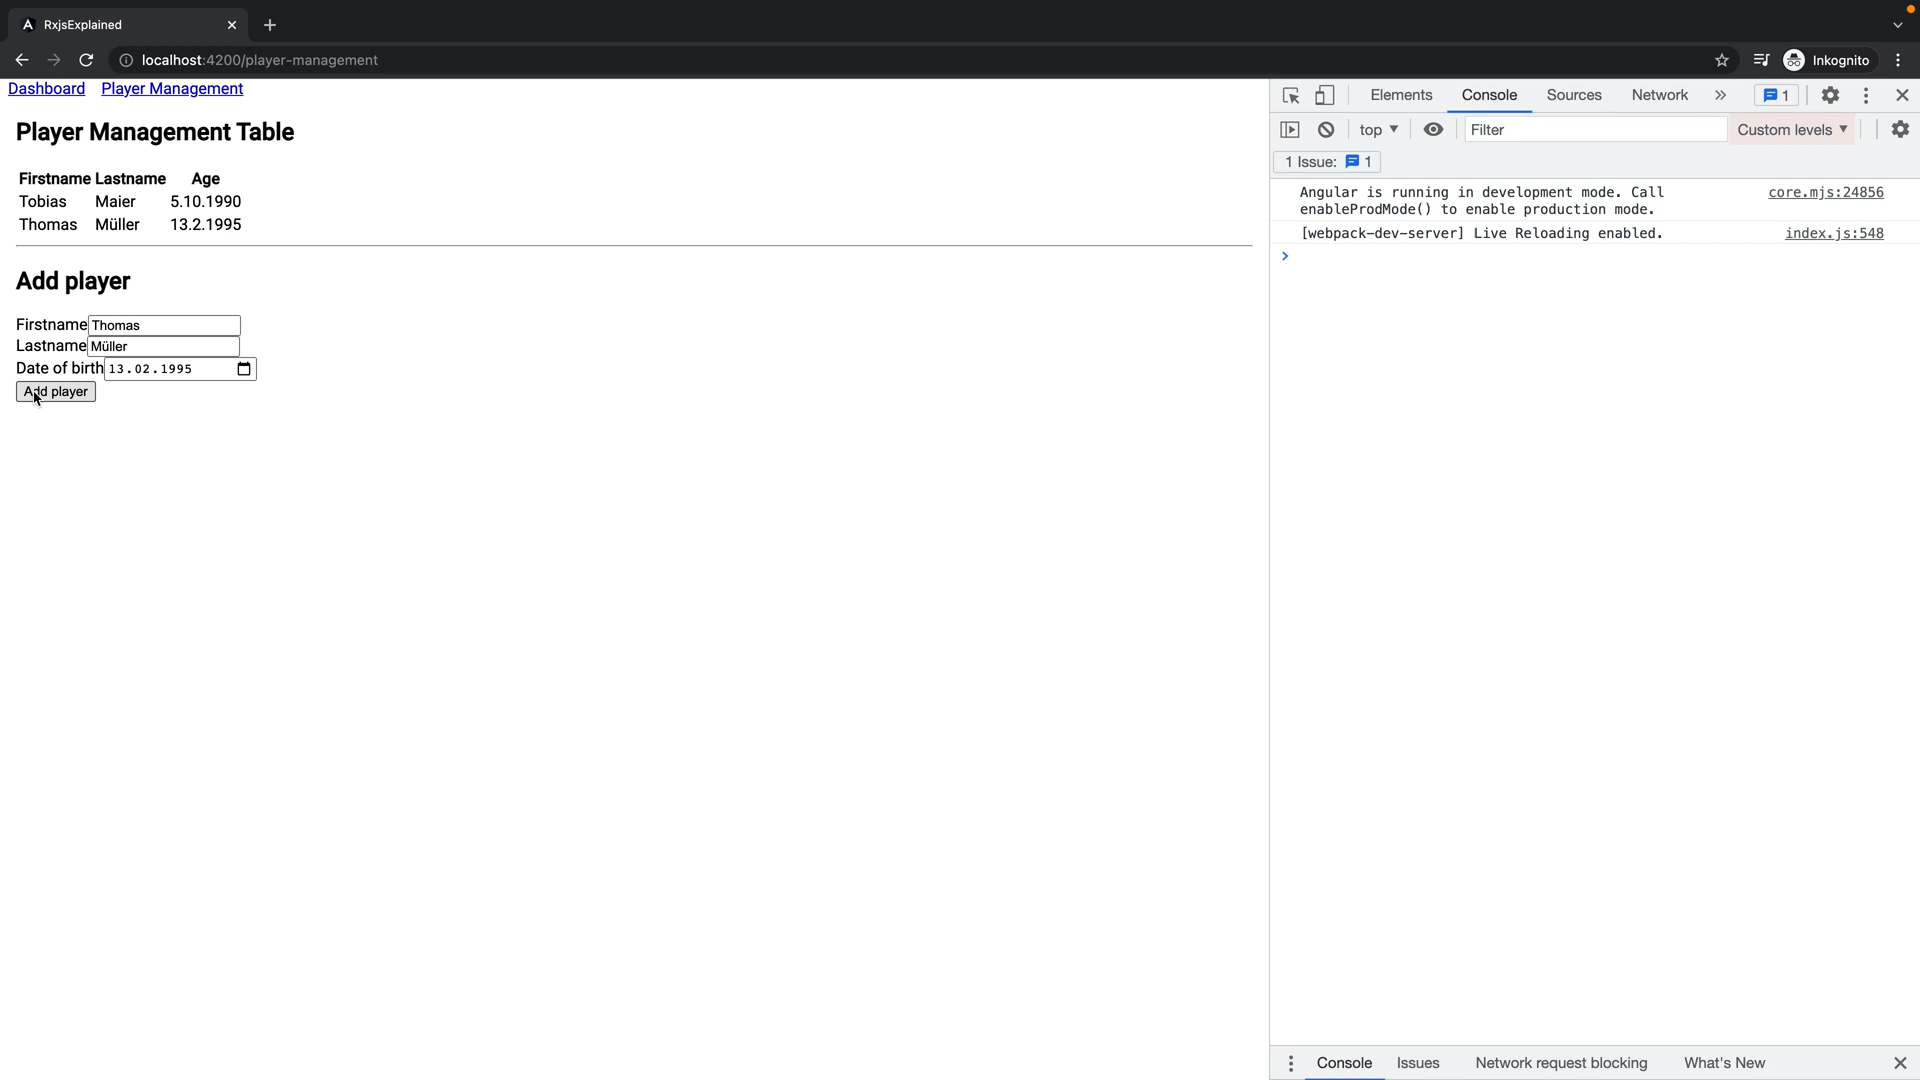 RxjsExplained
localhost:4200/player-management
Inkognito
Dashboard Player Management
Player Management Table
Firstname Lastname Age
Tobias Maier 5.10.1990
Thomas Müller 13.2.1995
Add player
Firstname Thomas
Lastname Müller
Date of birth 13.02.1995
Add player
Elements Console Sources Network 1
top Filter Custom levels
1 Issue: 1
Angular is running in development mode. Call core.mjs:24856
enableProdMode() to enable production mode.
[webpack-dev-server] Live Reloading enabled. index.js:548
Console Issues Network request blocking What's New